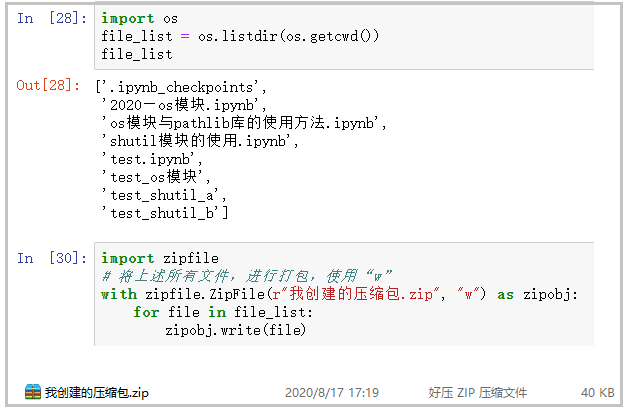 In [28]: import os
file_list = os.listdir(os.getcwd())
file_list
Out[28]: ['.ipynb_checkpoints',
'2020一os模块.ipynb',
'os模块与pathlib库的使用方法.ipynb',
'shutil模块的使用.ipynb',
'test.ipynb',
'test_os模块',
'test_shutil_a',
'test_shutil_b']
In [30]: import zipfile
# 将上述所有文件，进行打包，使用“w”
with zipfile.ZipFile(r"我创建的压缩包.zip", "w") as zipobj:
for file in file_list:
zipobj.write(file)
我创建的压缩包.zip 2020/8/17 17:19 好压 ZIP 压缩文件 40 KB